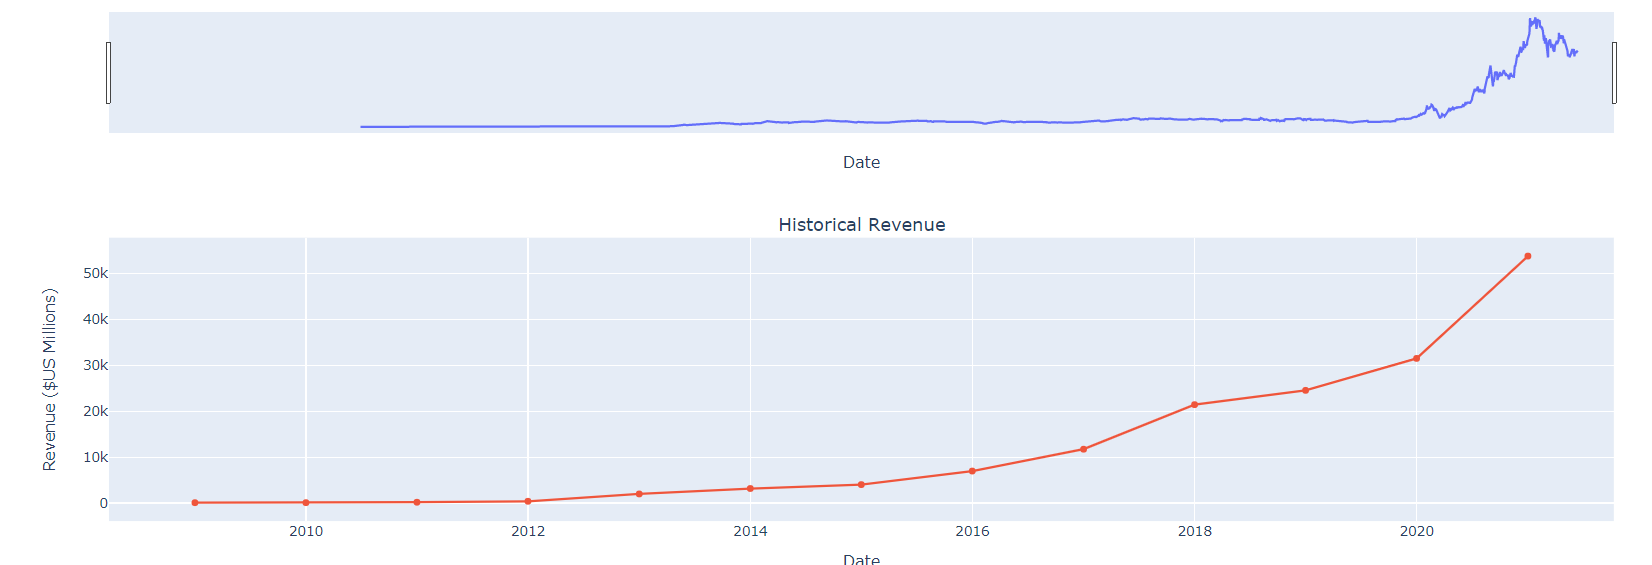 Date
Historical Revenue
Revenue ($US Millions)
50k
40k
30k
20k
10k
0
2010 2012 2014 2016 2018 2020
Date